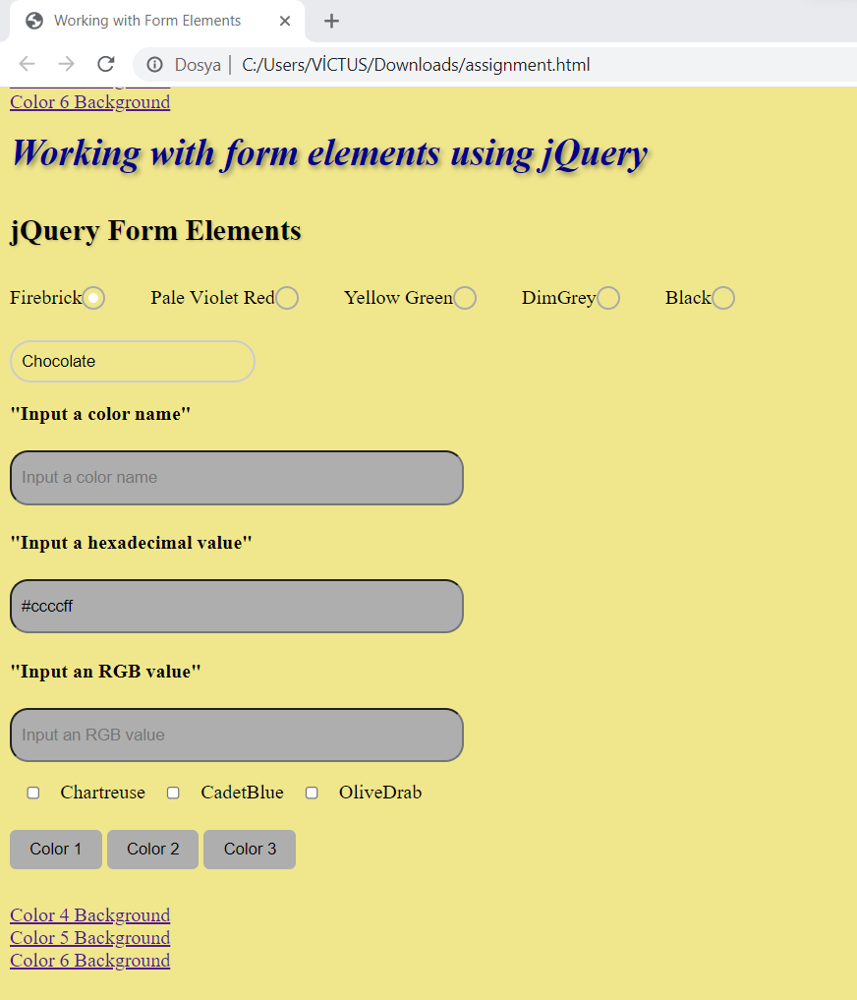 Working with Form Elements
Dosya | C:/Users/VİCTUS/Downloads/assignment.html
Color 6 Background
Working with form elements using jQuery
jQuery Form Elements
Firebrick Pale Violet Red Yellow Green DimGrey Black
Chocolate
"Input a color name"
Input a color name
"Input a hexadecimal value"
#ccccff
"Input an RGB value"
Input an RGB value
Chartreuse CadetBlue OliveDrab
Color 1 Color 2 Color 3
Color 4 Background
Color 5 Background
Color 6 Background